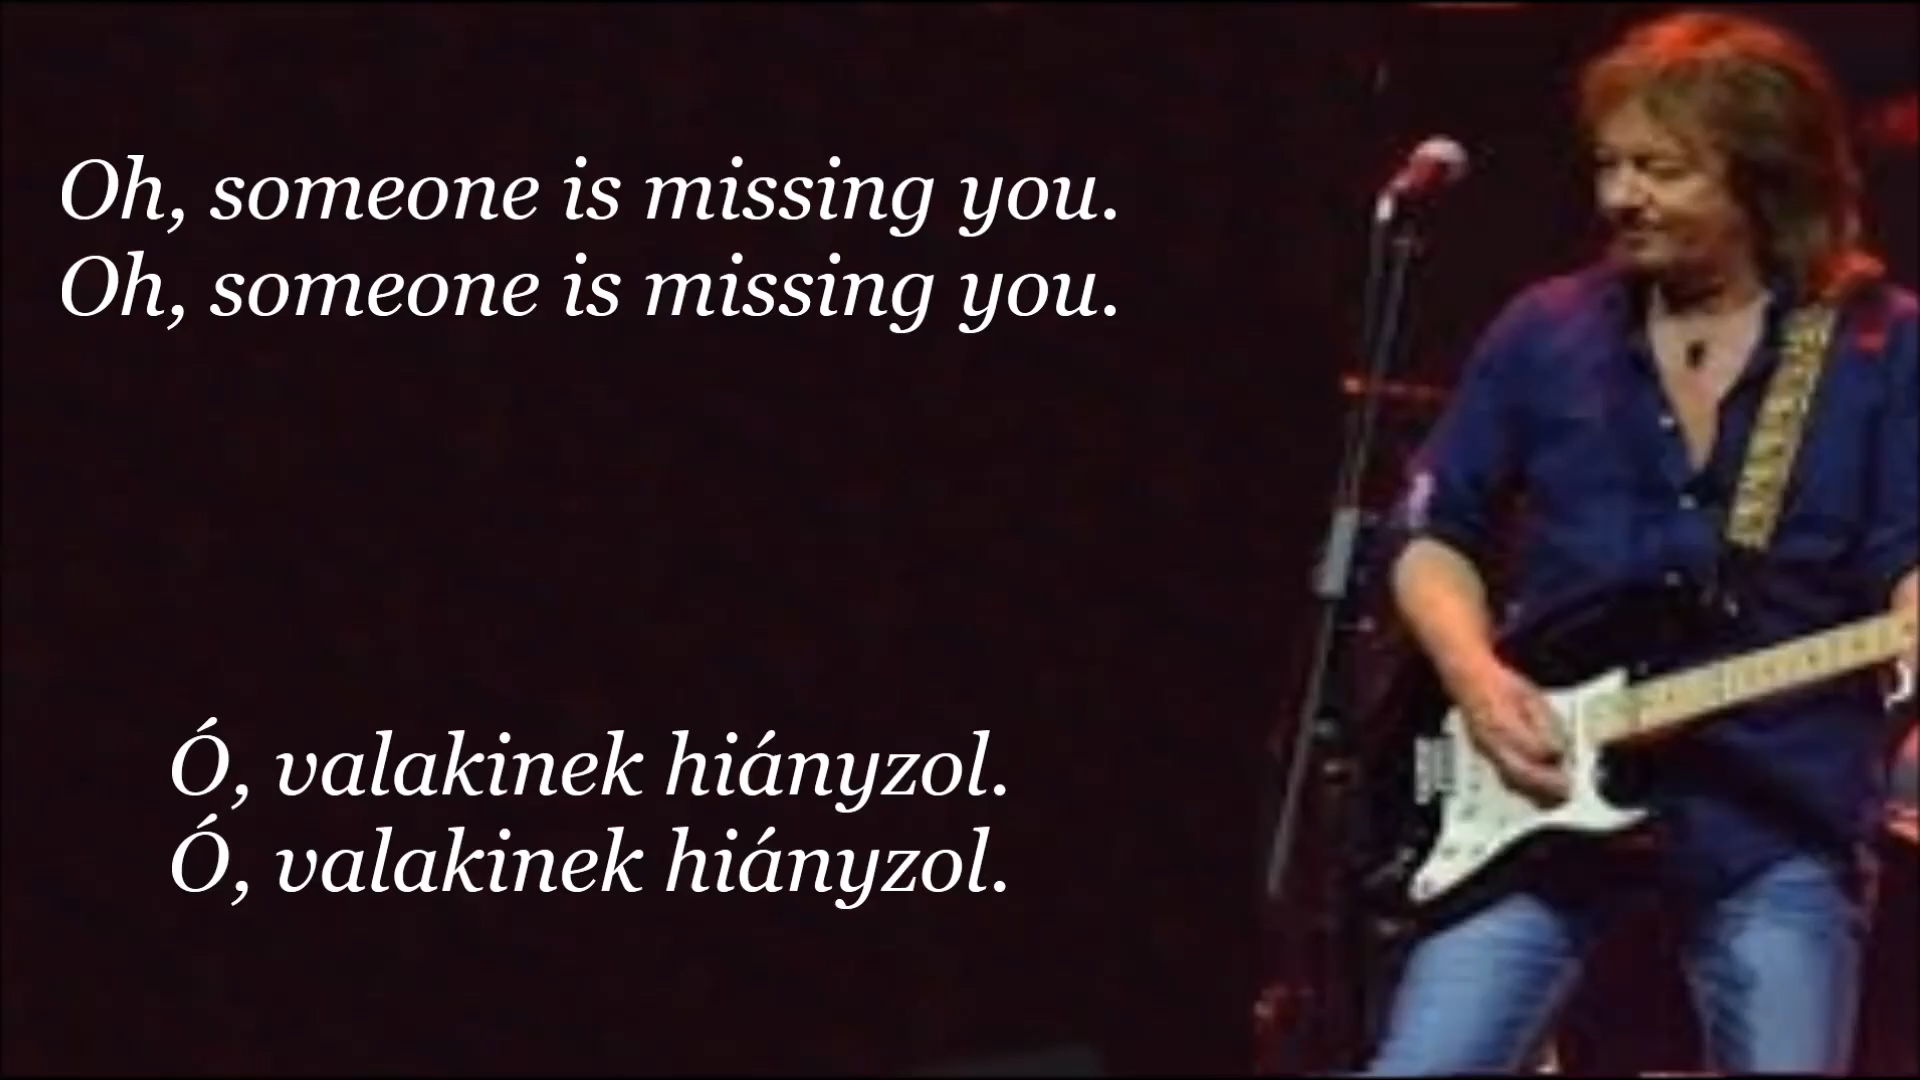 Oh, someone is missing you.
Oh, someone is missing you.
Ó, valakinek hiányzol.
Ó, valakinek hiányzol.